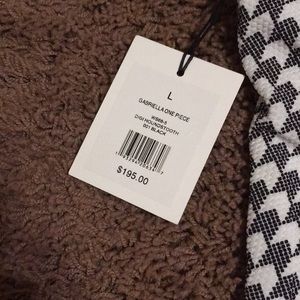 L
GABRIELLA ONE PIECE
DIGI HOUNDSTOOTH
001 BLACK
$195.00